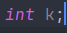 int k;